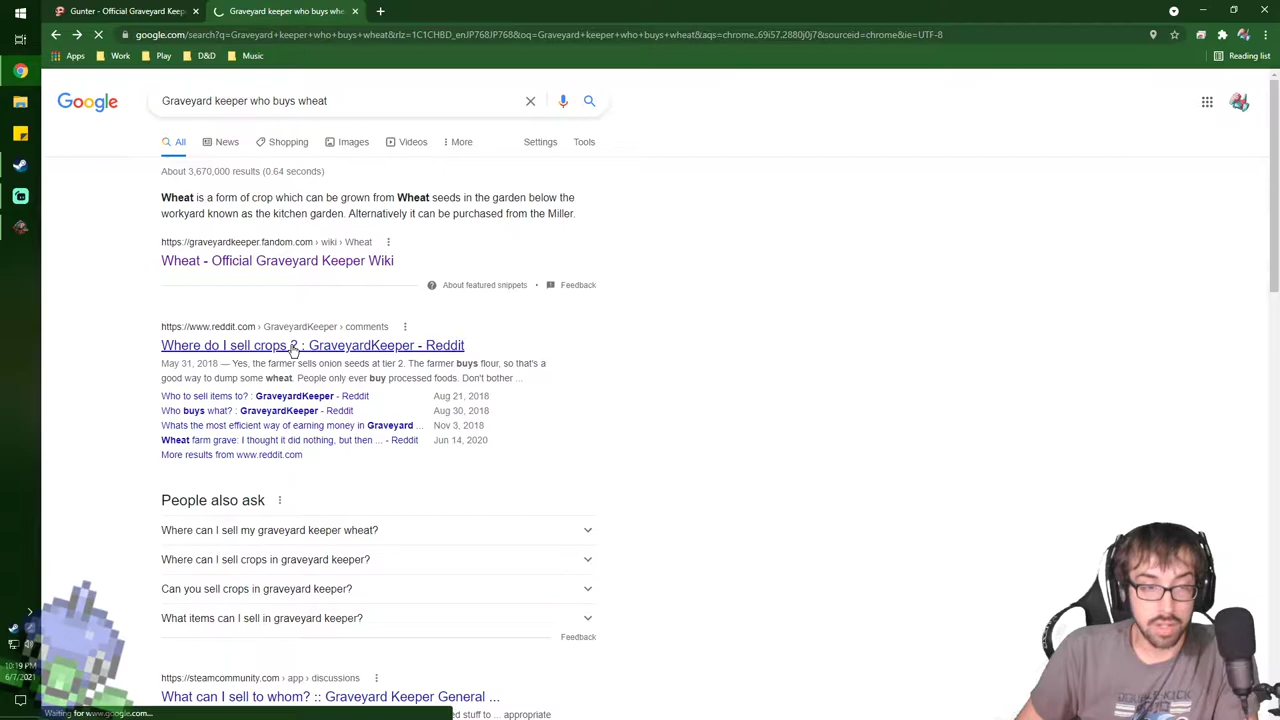 Gunter - Official Graveyard Keep
Graveyard keeper who buys whe
google.com/search?q=Graveyard+keeper+who+buys+wheat&rlz=1C1CHBD_enJP768JP768&oq=Graveyard+keeper+who+buys+wheat&aqs=chrome..69i57.2880j0j7&sourceid=chrome&ie=UTF-8
Apps
Work
Play
D&D
Music
Reading list
Google
Graveyard keeper who buys wheat
All
News
Shopping
Images
Videos
More
Settings
Tools
About 3,670,000 results (0.64 seconds)
Wheat is a form of crop which can be grown from Wheat seeds in the garden below the
workyard known as the kitchen garden. Alternatively it can be purchased from the Miller.
https://graveyardkeeper.fandom.com › wiki › Wheat
Wheat - Official Graveyard Keeper Wiki
About featured snippets • Feedback
https://www.reddit.com › GraveyardKeeper › comments
Where do I sell crops ? : GraveyardKeeper - Reddit
May 31, 2018 — Yes, the farmer sells onion seeds at tier 2. The farmer buys flour, so that's a
good way to dump some wheat. People only ever buy processed foods. Don't bother ...
Who to sell items to? : GraveyardKeeper - Reddit Aug 21, 2018
Who buys what? : GraveyardKeeper - Reddit Aug 30, 2018
Whats the most efficient way of earning money in Graveyard ... Nov 3, 2018
Wheat farm grave: I thought it did nothing, but then ... - Reddit Jun 14, 2020
More results from www.reddit.com
People also ask
Where can I sell my graveyard keeper wheat?
Where can I sell crops in graveyard keeper?
Can you sell crops in graveyard keeper?
What items can I sell in graveyard keeper?
Feedback
https://steamcommunity.com › app › discussions
What can I sell to whom? :: Graveyard Keeper General ...
ed stuff to ... appropriate
Waiting for www.google.com...
6/7/2021